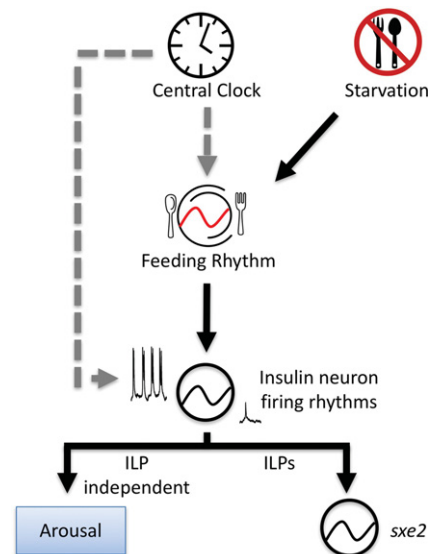 Central Clock
Starvation
Feeding Rhythm
Insulin neuron
firing rhythms
ILP
independent
ILPs
Arousal
sxe2